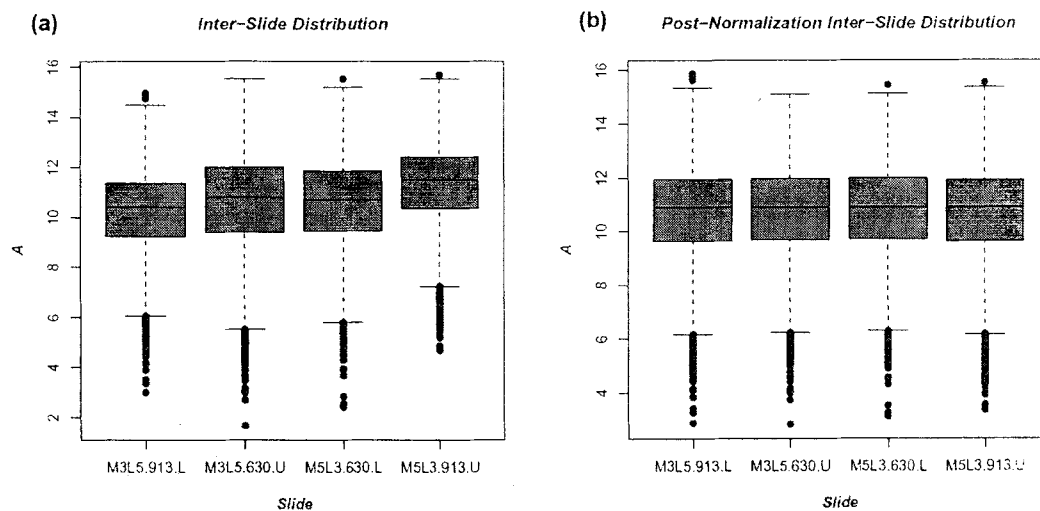 (a)
Inter-Slide Distribution
16
14
12
10
8
6
4
2
A
M3L5.913.L
M3L5.630.U
M5L3.630.L
M5L3.913.U
Slide
(b)
Post-Normalization Inter-Slide Distribution
16
14
12
10
8
6
4
A
M3L5.913.L
M3L5.630.U
M5L3.630.L
M5L3.913.U
Slide